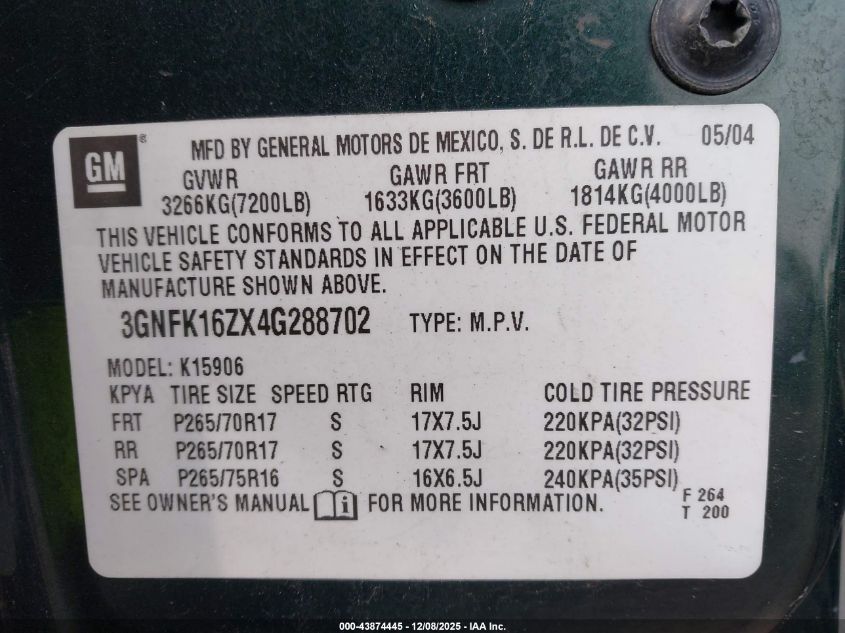 GM ® MFD BY GENERAL MOTORS DE MEXICO, S. DE R.L. DE C.V. 05/04
GVWR GAWR FRT GAWR RR
3266KG(7200LB) 1633KG(3600LB) 1814KG(4000LB)
THIS VEHICLE CONFORMS TO ALL APPLICABLE U.S. FEDERAL MOTOR
VEHICLE SAFETY STANDARDS IN EFFECT ON THE DATE OF
MANUFACTURE SHOWN ABOVE.
3GNFK16ZX4G288702 TYPE: M.P.V.
MODEL: K15906
KPYA TIRE SIZE SPEED RTG RIM COLD TIRE PRESSURE
FRT P265/70R17 S 17X7.5J 220KPA(32PSI)
RR P265/70R17 S 17X7.5J 220KPA(32PSI)
SPA P265/75R16 S 16X6.5J 240KPA(35PSI)
SEE OWNER'S MANUAL i FOR MORE INFORMATION. F 264
T 200
000-43874445 - 12/08/2025 - IAA Inc.